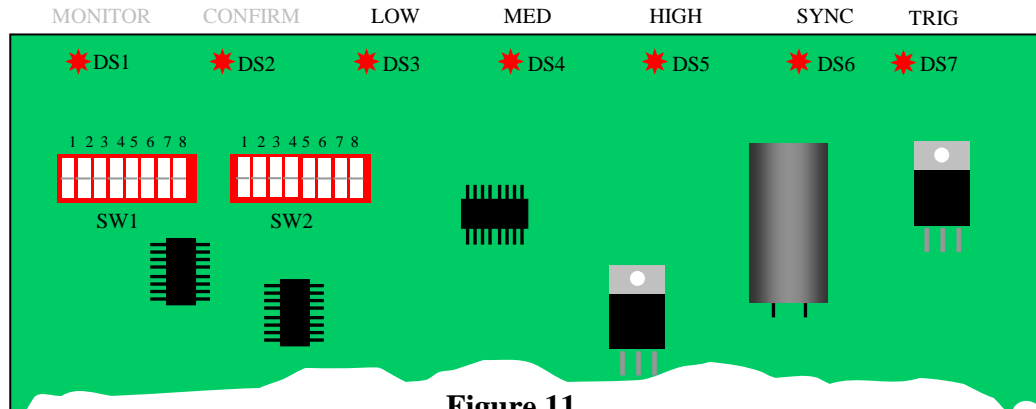 MONITOR CONFIRM LOW MED HIGH SYNC TRIG
DS1 DS2 DS3 DS4 DS5 DS6 DS7
1 2 3 4 5 6 7 8 1 2 3 4 5 6 7 8
SW1 SW2
Figure 11